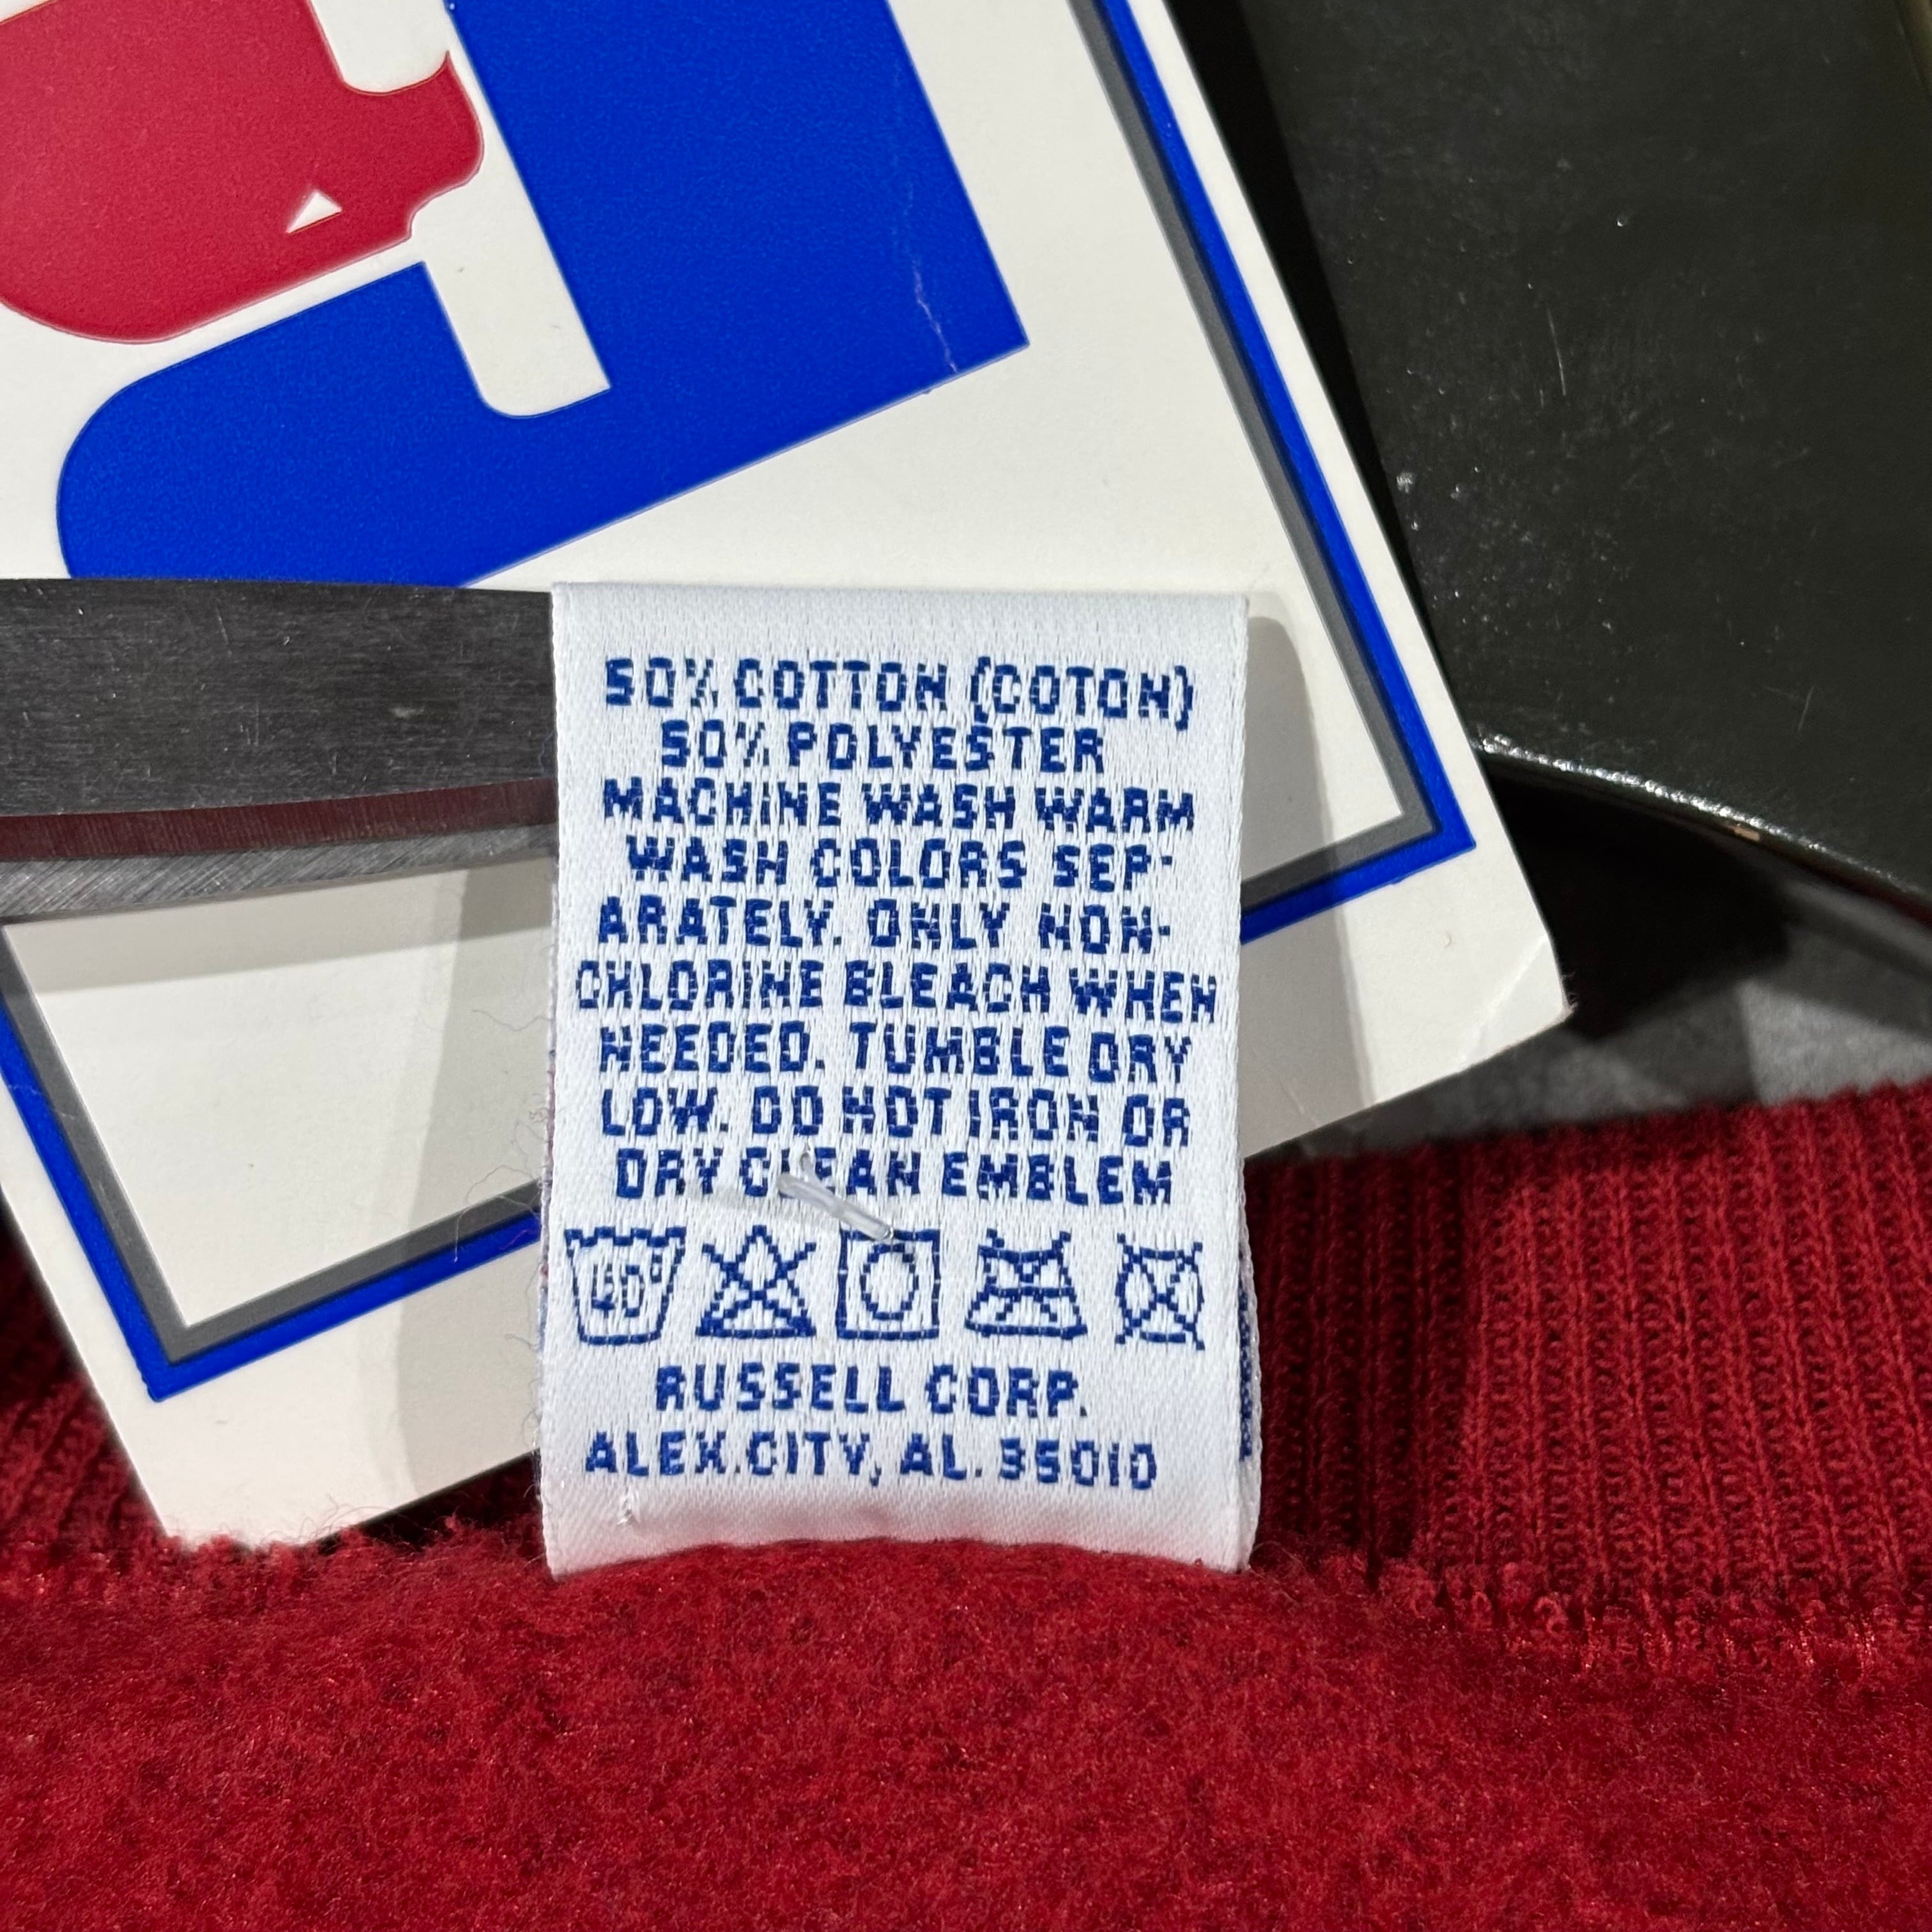 50% COTTON (COTON)
50% POLYESTER
MACHINE WASH WARM
WASH COLORS SEP-
ARATELY. ONLY NON-
CHLORINE BLEACH WHEN
NEEDED. TUMBLE DRY
LOW. DO NOT IRON OR
DRY CLEAN EMBLEM
40°
RUSSELL CORP.
ALEX.CITY, AL. 35010